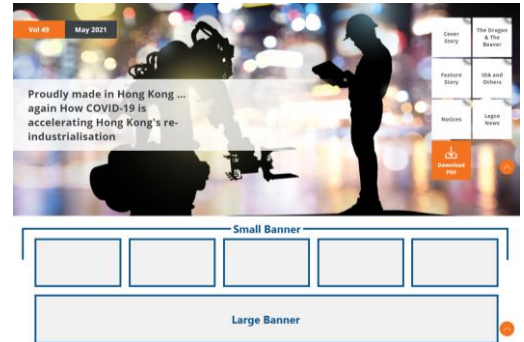 Vol 49 May 2021
Cover
Story
The Dragon
& The
Beaver
Feature
Story
IDA and
Others
Notices
Legco
News
Download
PDF
Proudly made in Hong Kong ...
again How COVID-19 is
accelerating Hong Kong's re-
industrialisation
Small Banner
Large Banner